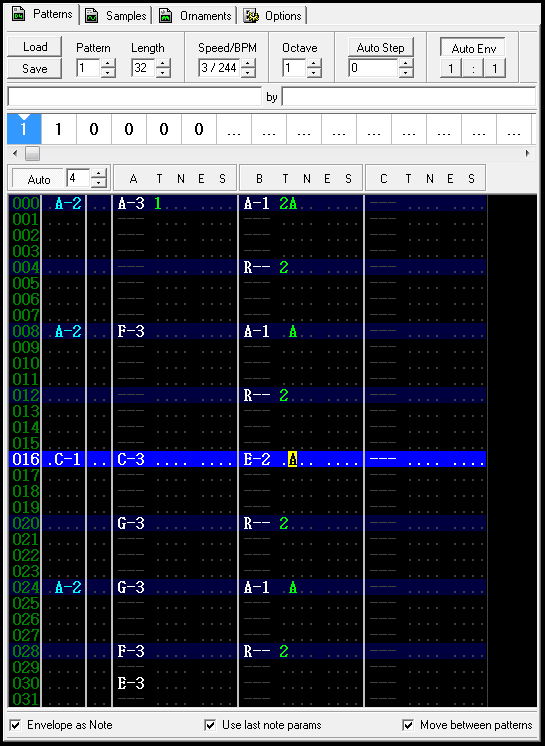 Patterns Samples Ornaments Options
Load Pattern Length Speed/BPM Octave Auto Step Auto Env
Save 1 32 3 / 244 1 0 1 : 1
by
1 1 0 0 0 0 ... ... ... ... ... ... ...
Auto 4 A T N E S B T N E S C T N E S
000 .A-2 .. A-3 1... .... A-1 2A.. .... --- .... ....
001 .... .. --- .... .... --- .... .... --- .... ....
002 .... .. --- .... .... --- .... .... --- .... ....
003 .... .. --- .... .... --- .... .... --- .... ....
004 .... .. --- .... .... R-- 2... .... --- .... ....
005 .... .. --- .... .... --- .... .... --- .... ....
006 .... .. --- .... .... --- .... .... --- .... ....
007 .... .. --- .... .... --- .... .... --- .... ....
008 .A-2 .. F-3 .... .... A-1 .A.. .... --- .... ....
009 .... .. --- .... .... --- .... .... --- .... ....
010 .... .. --- .... .... --- .... .... --- .... ....
011 .... .. --- .... .... --- .... .... --- .... ....
012 .... .. --- .... .... R-- 2... .... --- .... ....
013 .... .. --- .... .... --- .... .... --- .... ....
014 .... .. --- .... .... --- .... .... --- .... ....
015 .... .. --- .... .... --- .... .... --- .... ....
016 .C-1 .. C-3 .... .... E-2 .A.. .... --- .... ....
017 .... .. --- .... .... --- .... .... --- .... ....
018 .... .. --- .... .... --- .... .... --- .... ....
019 .... .. --- .... .... --- .... .... --- .... ....
020 .... .. G-3 .... .... R-- 2... .... --- .... ....
021 .... .. --- .... .... --- .... .... --- .... ....
022 .... .. --- .... .... --- .... .... --- .... ....
023 .... .. --- .... .... --- .... .... --- .... ....
024 .A-2 .. G-3 .... .... A-1 .A.. .... --- .... ....
025 .... .. --- .... .... --- .... .... --- .... ....
026 .... .. --- .... .... --- .... .... --- .... ....
027 .... .. --- .... .... --- .... .... --- .... ....
028 .... .. F-3 .... .... R-- 2... .... --- .... ....
029 .... .. --- .... .... --- .... .... --- .... ....
030 .... .. E-3 .... .... --- .... .... --- .... ....
031 .... .. --- .... .... --- .... .... --- .... ....
Envelope as Note Use last note params Move between patterns